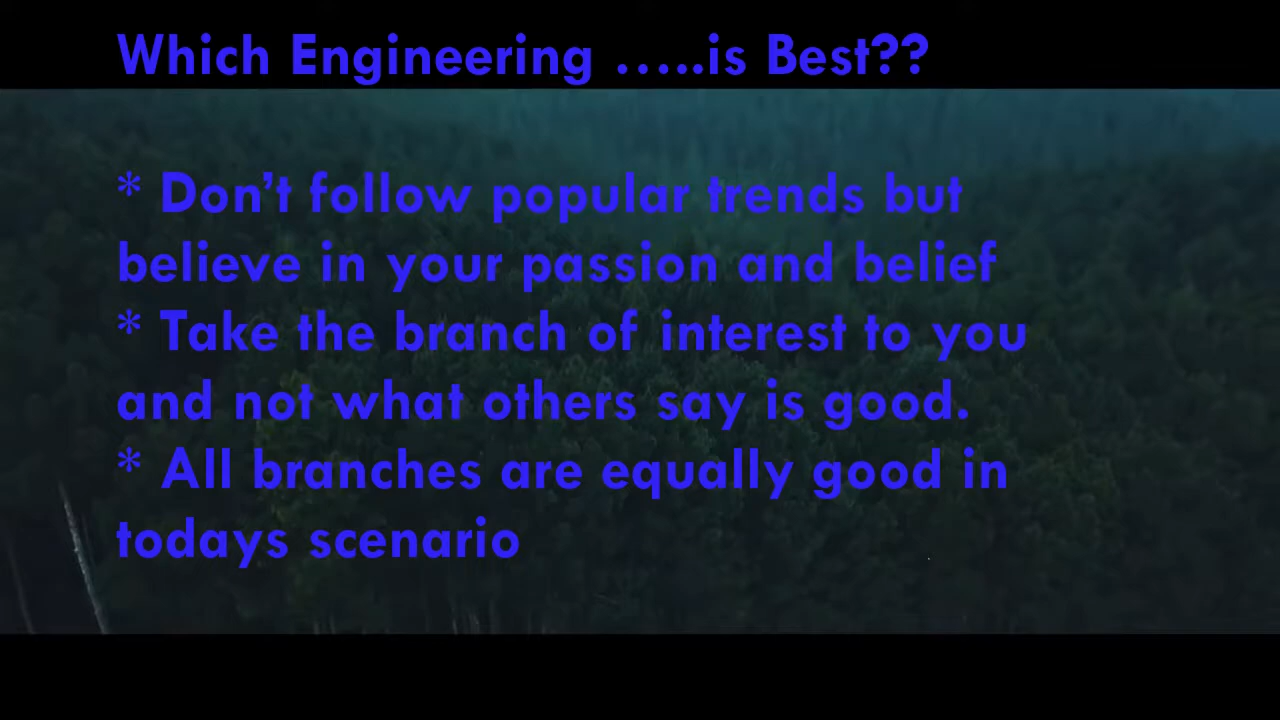 Which Engineering …..is Best??
* Don’t follow popular trends but
believe in your passion and belief
* Take the branch of interest to you
and not what others say is good.
* All branches are equally good in
todays scenario